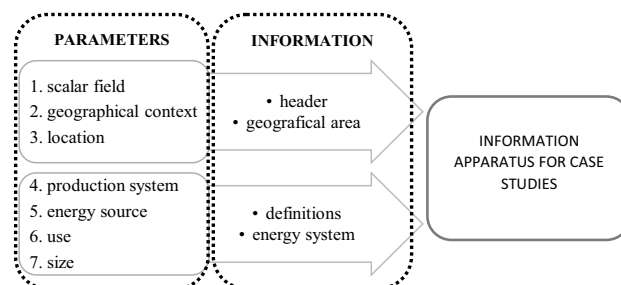 PARAMETERS
INFORMATION
1. scalar field
2. geographical context
3. location
• header
• geografical area
4. production system
5. energy source
6. use
7. size
• definitions
• energy system
INFORMATION
APPARATUS FOR CASE
STUDIES